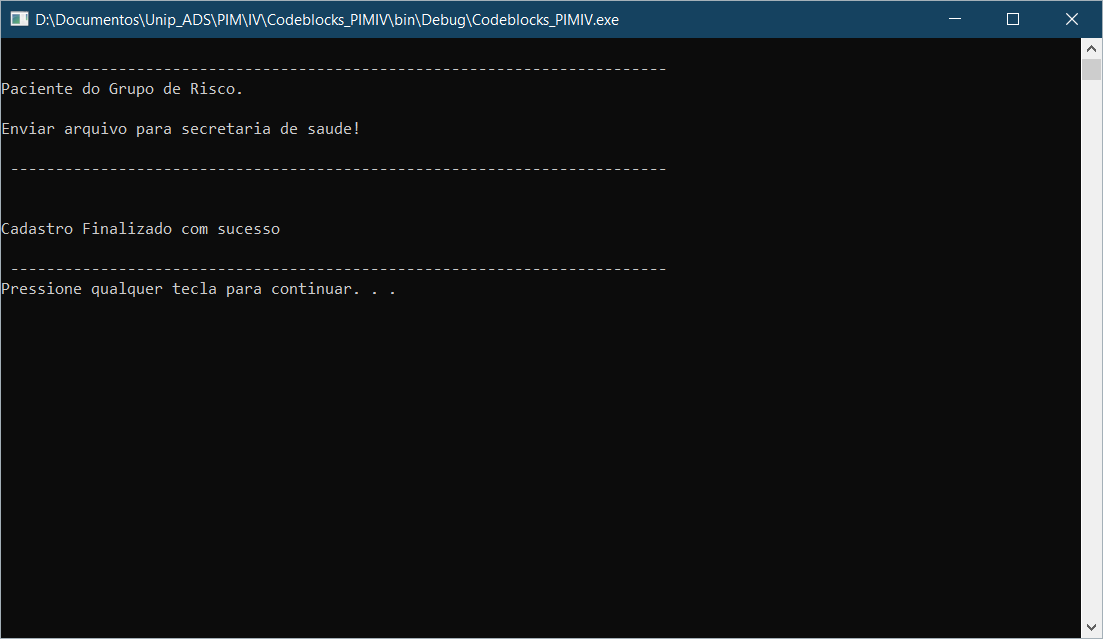 D:\Documentos\Unip_ADS\PIM\IV\Codeblocks_PIMIV\bin\Debug\Codeblocks_PIMIV.exe
-------------------------------------------------------------------------
Paciente do Grupo de Risco.
Enviar arquivo para secretaria de saude!
-------------------------------------------------------------------------
Cadastro Finalizado com sucesso
-------------------------------------------------------------------------
Pressione qualquer tecla para continuar. . .